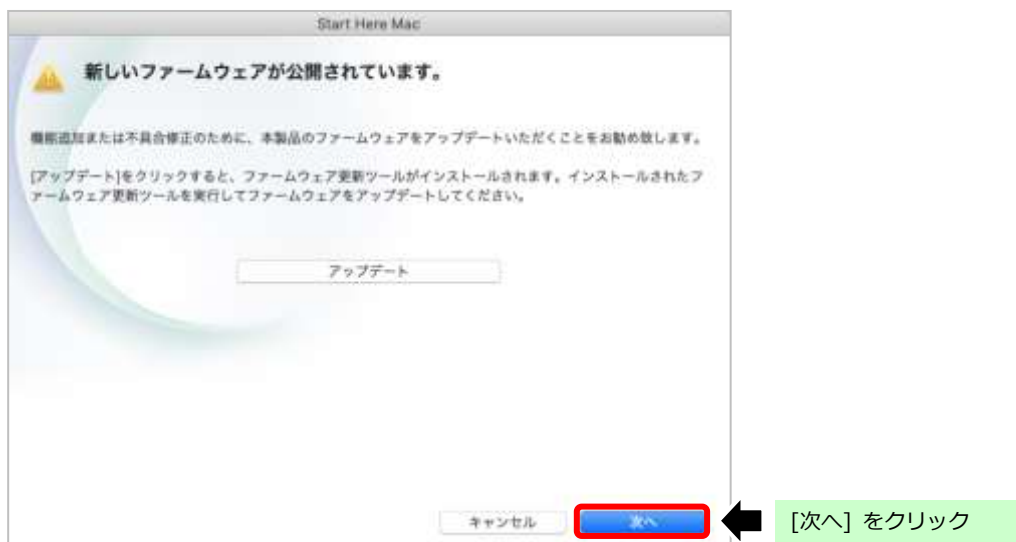 Start Here Mac
新しいファームウェアが公開されています。
機能追加または不具合修正のために、本製品のファームウェアをアップデートいただくことをお勧め致します。
[アップデート]をクリックすると、ファームウェア更新ツールがインストールされます。インストールされたフ
ァームウェア更新ツールを実行してファームウェアをアップデートしてください。
アップデート
キャンセル
次へ
[次へ] をクリック